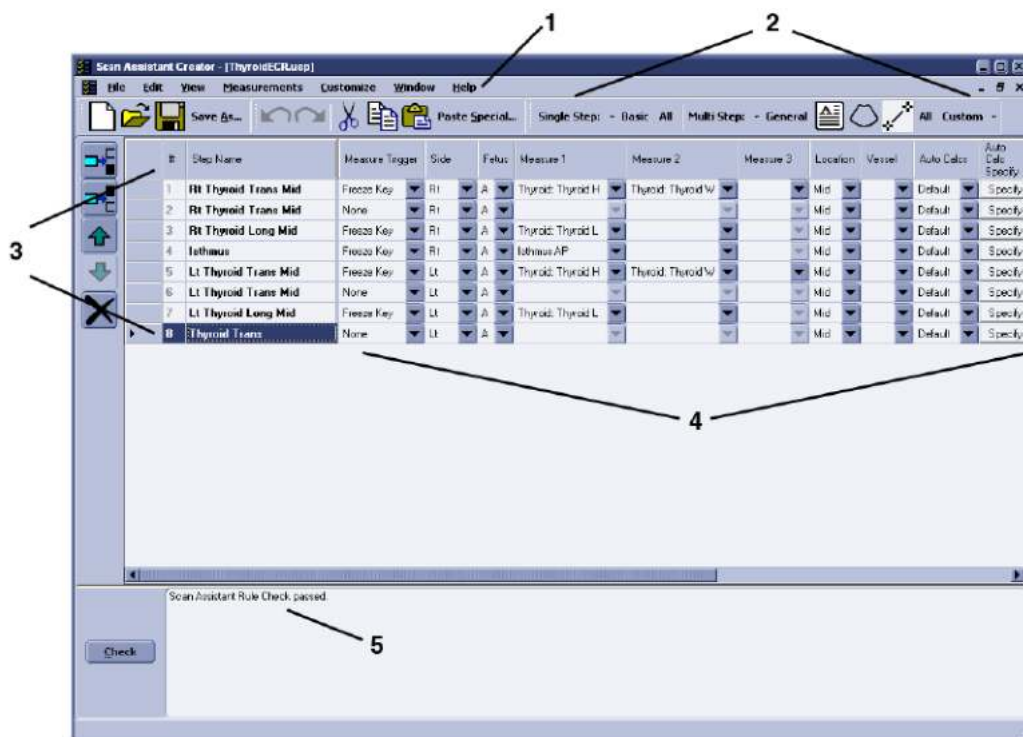 1
2
Scan Assistant Creator - [ThyroidECR.usp]
File Edit View Measurements Customize Window Help
Save As... Paste Special... Single Step: - Basic All Multi Step: - General All Custom -
# Step Name Measure Trigger Side Fetus Measure 1 Measure 2 Measure 3 Location Vessel Auto Calcs Auto Calc Specify
1 Rt Thyroid Trans Mid Freeze Key Rt A Thyroid: Thyroid H Thyroid: Thyroid W Mid Default Specify
2 Rt Thyroid Trans Mid None Rt A Mid Default Specify
3 Rt Thyroid Long Mid Freeze Key Rt A Thyroid: Thyroid L Mid Default Specify
4 Isthmus Freeze Key Rt A Isthmus AP Mid Default Specify
5 Lt Thyroid Trans Mid Freeze Key Lt A Thyroid: Thyroid H Thyroid: Thyroid W Mid Default Specify
6 Lt Thyroid Trans Mid None Lt A Mid Default Specify
7 Lt Thyroid Long Mid Freeze Key Lt A Thyroid: Thyroid L Mid Default Specify
8 Thyroid Trans None Lt A Mid Default Specify
3
4
Scan Assistant Rule Check passed.
5
Check